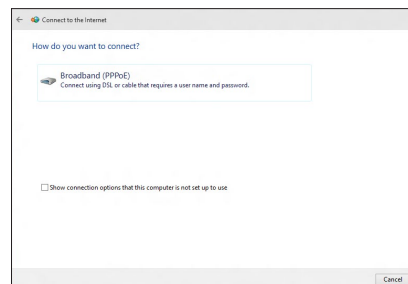 Connect to the Internet
How do you want to connect?
Broadband (PPPoE)
Connect using DSL or cable that requires a user name and password.
Show connection options that this computer is not set up to use
Cancel